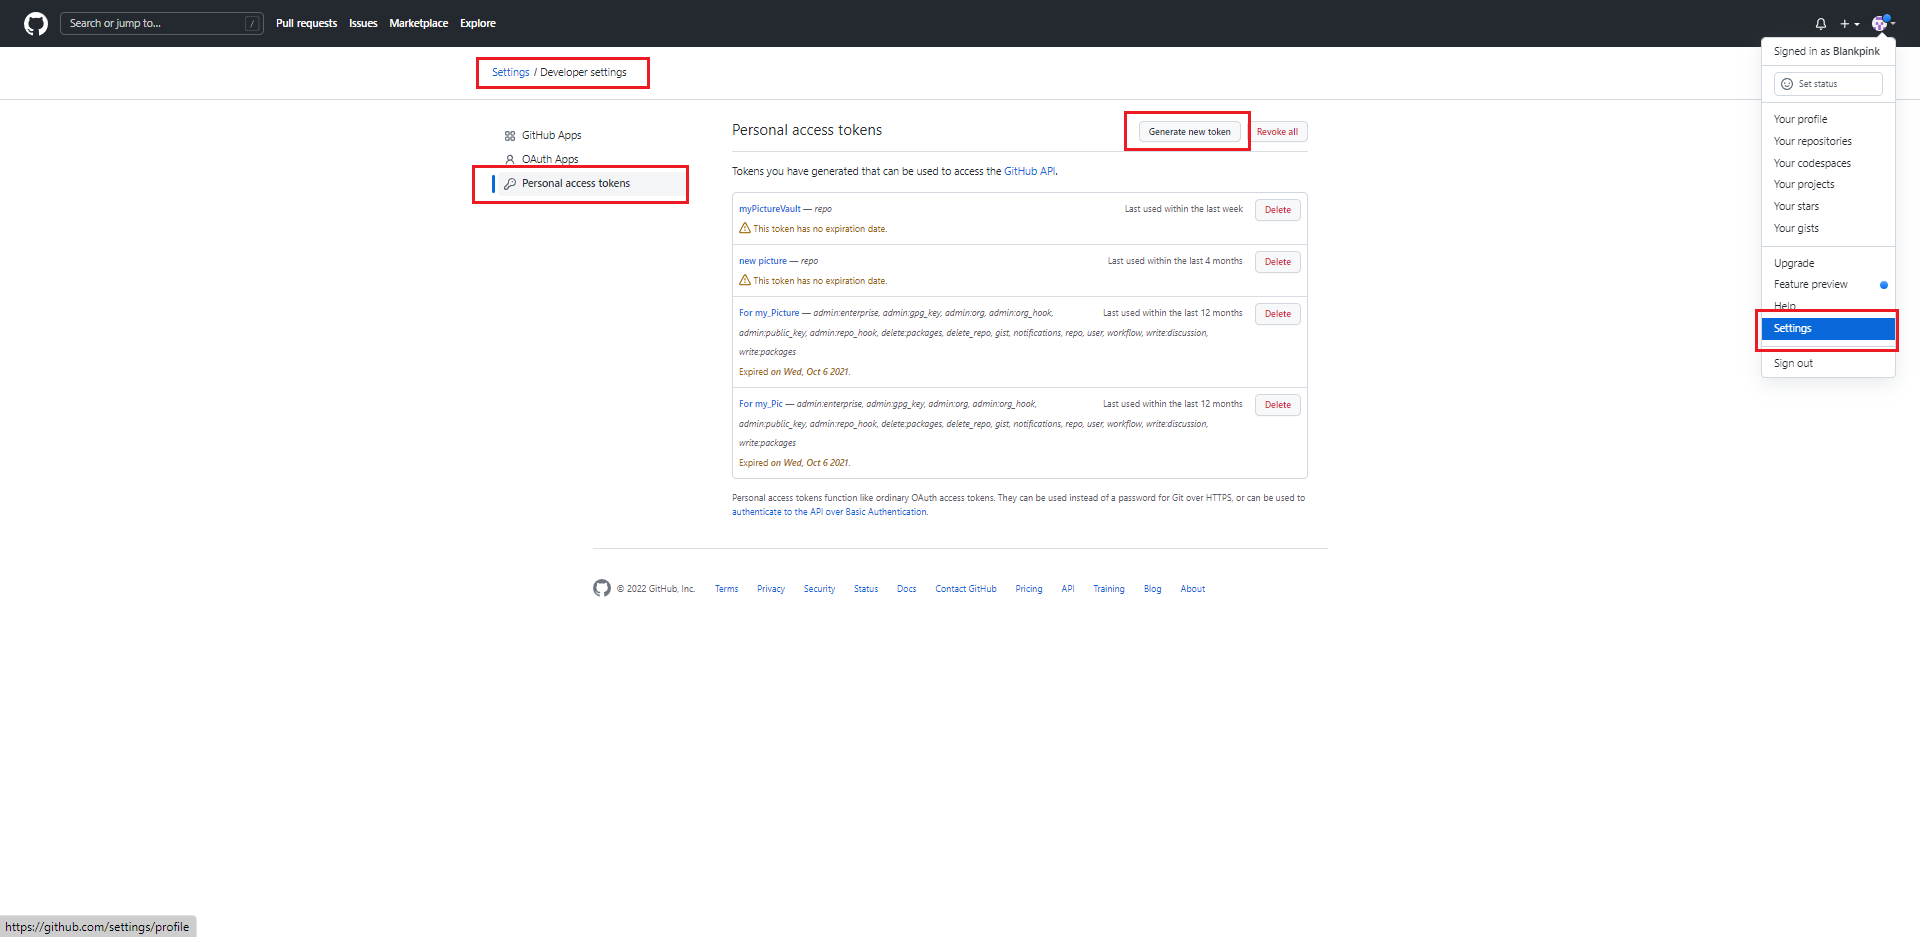 Search or jump to... /
Pull requests Issues Marketplace Explore
Signed in as Blankpink
Set status
Your profile
Your repositories
Your codespaces
Your projects
Your stars
Your gists
Upgrade
Feature preview
Help
Settings
Sign out
Settings / Developer settings
GitHub Apps
OAuth Apps
Personal access tokens
Personal access tokens
Generate new token Revoke all
Tokens you have generated that can be used to access the GitHub API.
myPictureVault — repo Last used within the last week Delete
This token has no expiration date.
new picture — repo Last used within the last 4 months Delete
This token has no expiration date.
For my_Picture — admin:enterprise, admin:gpg_key, admin:org, admin:org_hook, Last used within the last 12 months Delete
admin:public_key, admin:repo_hook, delete:packages, delete_repo, gist, notifications, repo, user, workflow, write:discussion,
write:packages
Expired on Wed, Oct 6 2021.
For my_Pic — admin:enterprise, admin:gpg_key, admin:org, admin:org_hook, Last used within the last 12 months Delete
admin:public_key, admin:repo_hook, delete:packages, delete_repo, gist, notifications, repo, user, workflow, write:discussion,
write:packages
Expired on Wed, Oct 6 2021.
Personal access tokens function like ordinary OAuth access tokens. They can be used instead of a password for Git over HTTPS, or can be used to
authenticate to the API over Basic Authentication.
© 2022 GitHub, Inc. Terms Privacy Security Status Docs Contact GitHub Pricing API Training Blog About
https://github.com/settings/profile